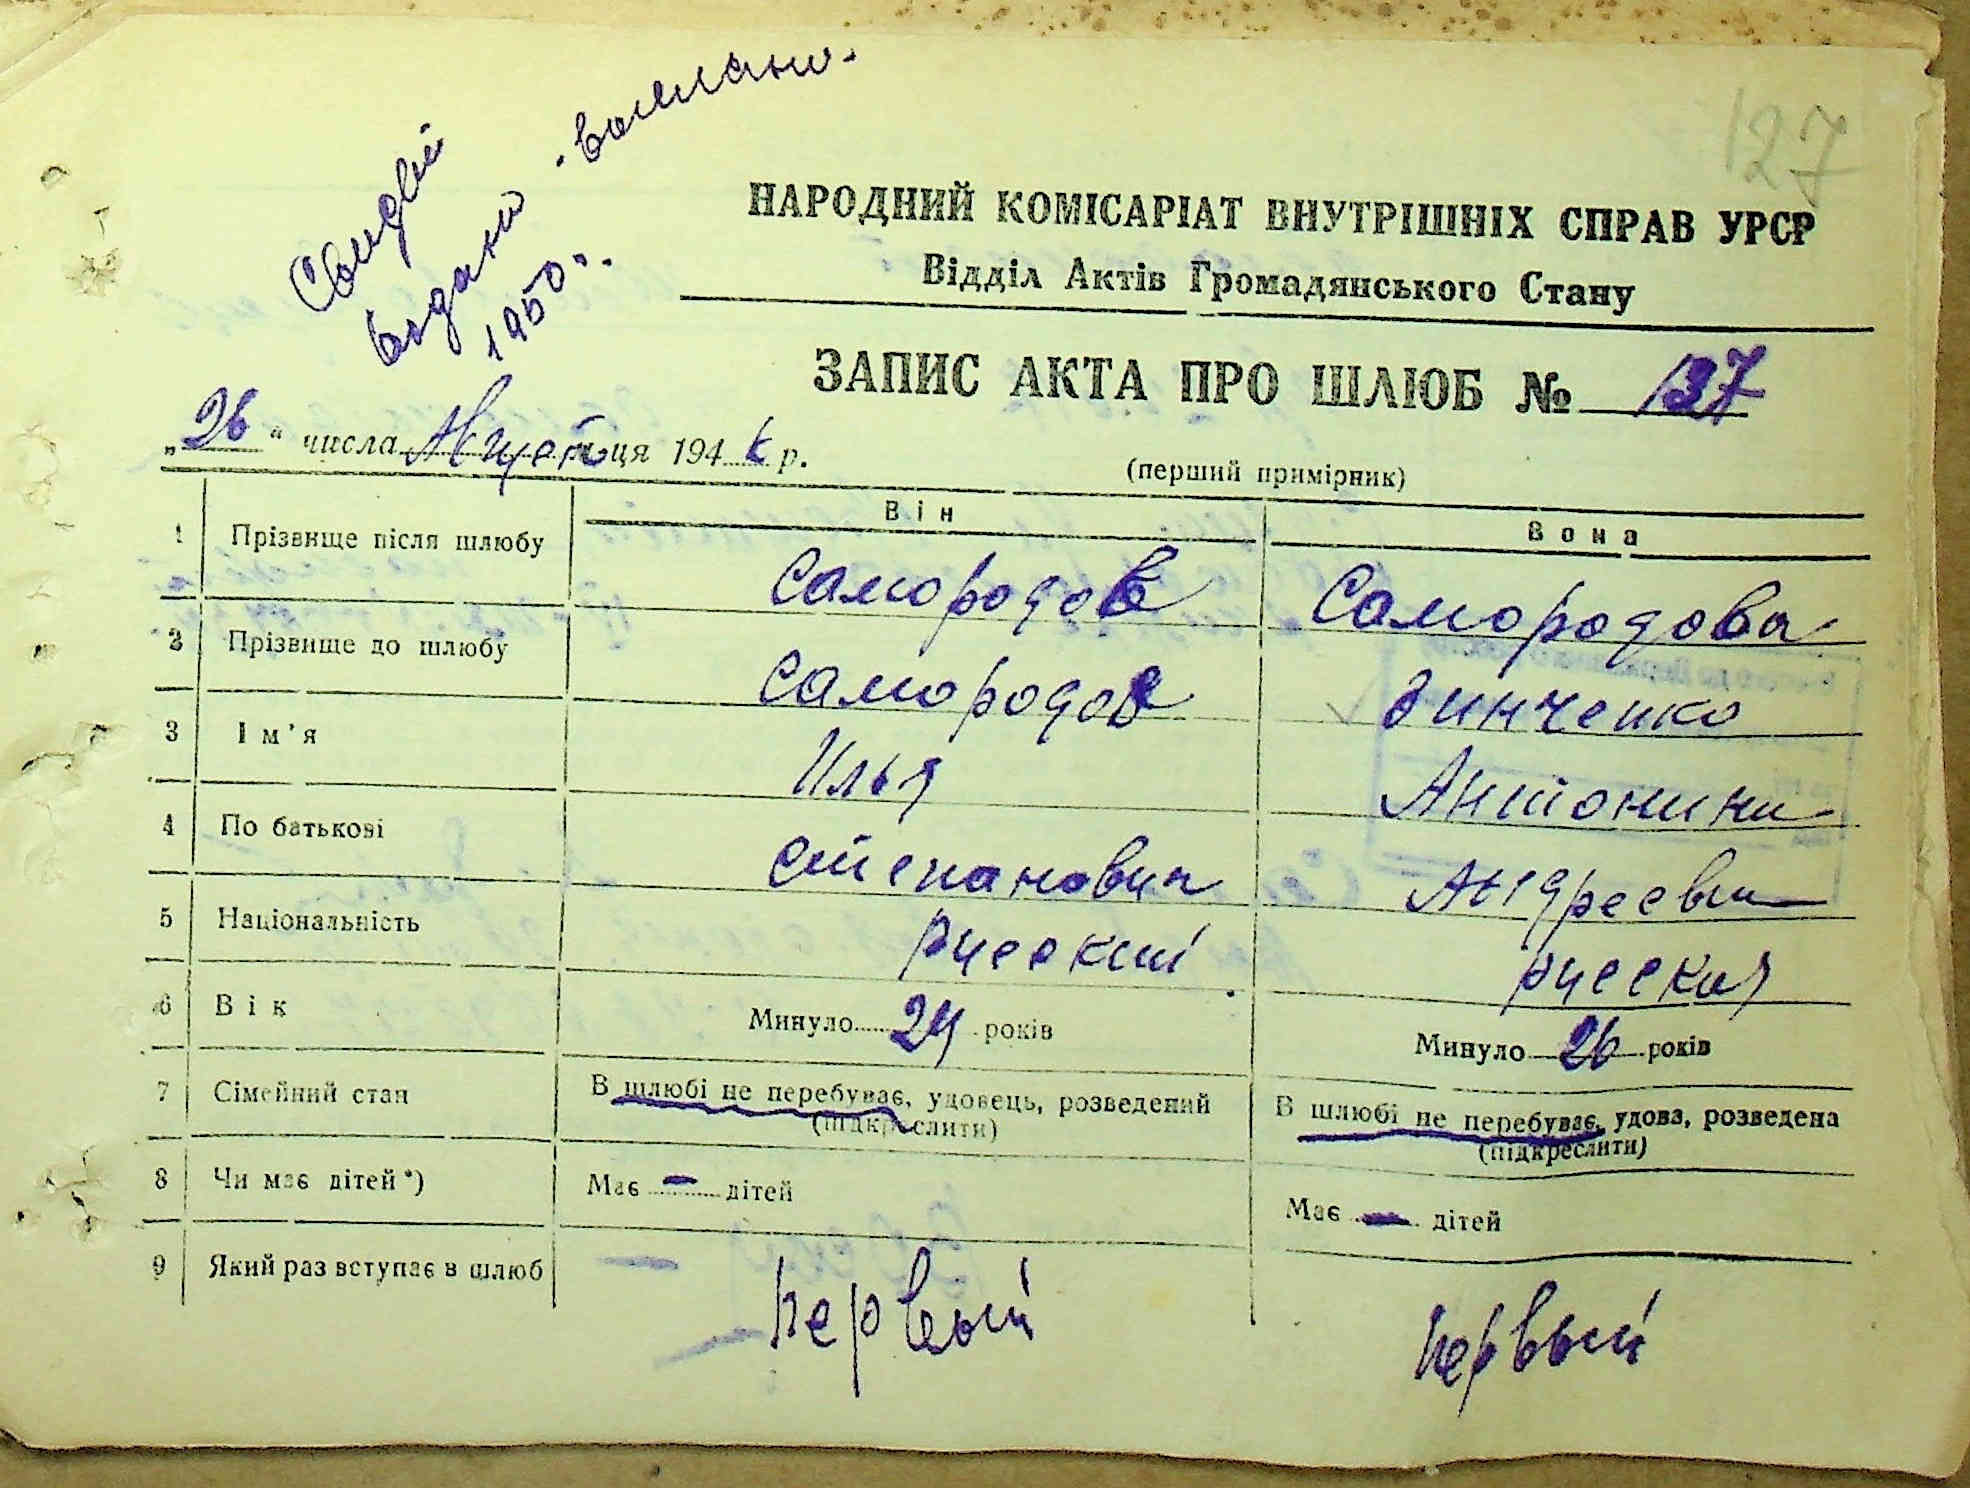 127
выслано.
выдано
1950.
НАРОДНИЙ КОМІСАРІАТ ВНУТРІШНІХ СПРАВ УРСР
Відділ Актів Громадянського Стану
ЗАПИС АКТА ПРО ШЛЮБ № 137
„26“ числа Август ця 194 р.
(перший примірник)
Він Вона
1 Прізвище після шлюбу Самородов Самородова
2 Прізвище до шлюбу Самородов Зинченко
3 Ім’я Илья Антонина
4 По батькові Степанович Андреевна
5 Національність русский русская
6 Вік Минуло 24 років Минуло 26 років
7 Сімейний стан В шлюбі не перебуває, удовець, розведений (підкреслити) В шлюбі не перебуває, удова, розведена (підкреслити)
8 Чи має дітей*) Має — дітей Має — дітей
9 Який раз вступає в шлюб первый первый